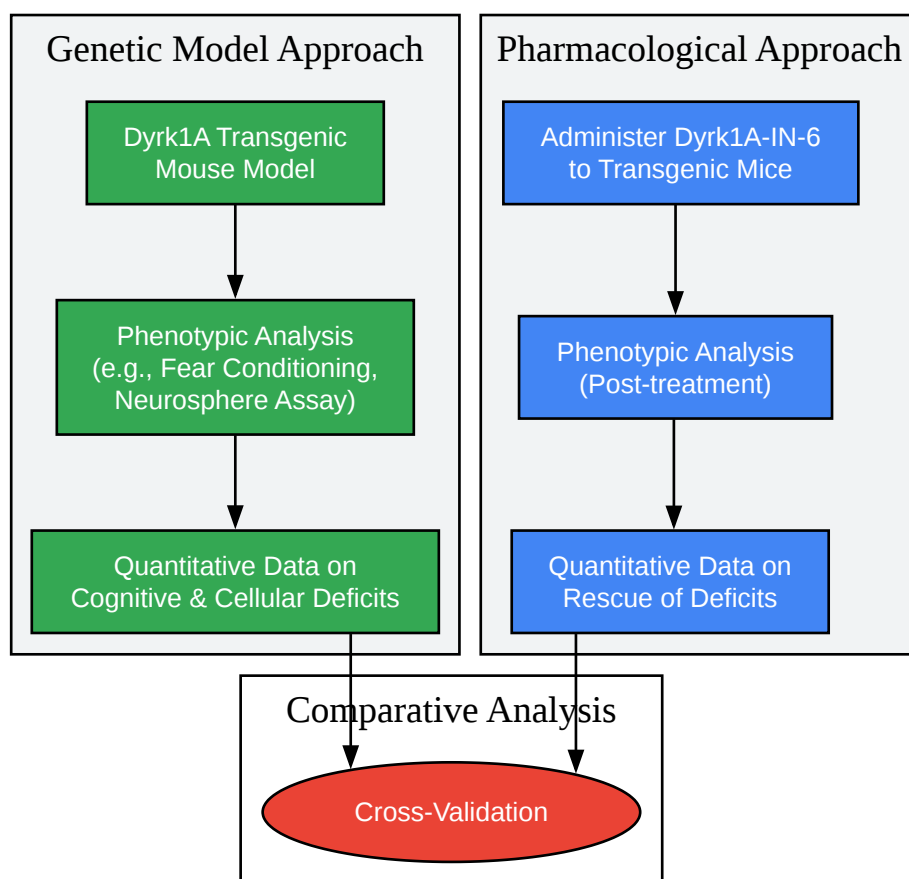 Genetic Model Approach
Dyrk1A Transgenic
Mouse Model
Phenotypic Analysis
(e.g., Fear Conditioning,
Neurosphere Assay)
Quantitative Data on
Cognitive & Cellular Deficits
Pharmacological Approach
Administer Dyrk1A-IN-6
to Transgenic Mice
Phenotypic Analysis
(Post-treatment)
Quantitative Data on
Rescue of Deficits
Comparative Analysis
Cross-Validation